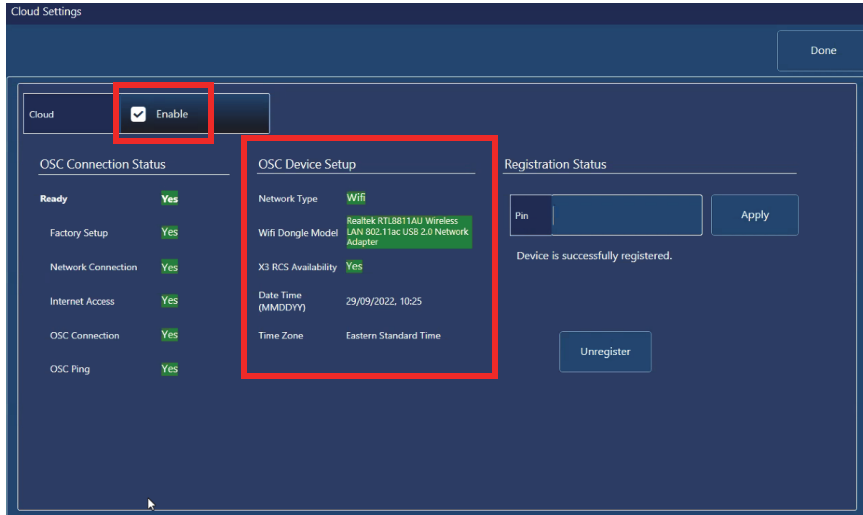 Cloud Settings
Done
Cloud
Enable
OSC Connection Status
Ready Yes
Factory Setup Yes
Network Connection Yes
Internet Access Yes
OSC Connection Yes
OSC Ping Yes
OSC Device Setup
Network Type Wifi
Wifi Dongle Model Realtek RTL8811AU Wireless
LAN 802.11ac USB 2.0 Network
Adapter
X3 RCS Availability Yes
Date Time
(MMDDYY) 29/09/2022, 10:25
Time Zone Eastern Standard Time
Registration Status
Pin
Apply
Device is successfully registered.
Unregister